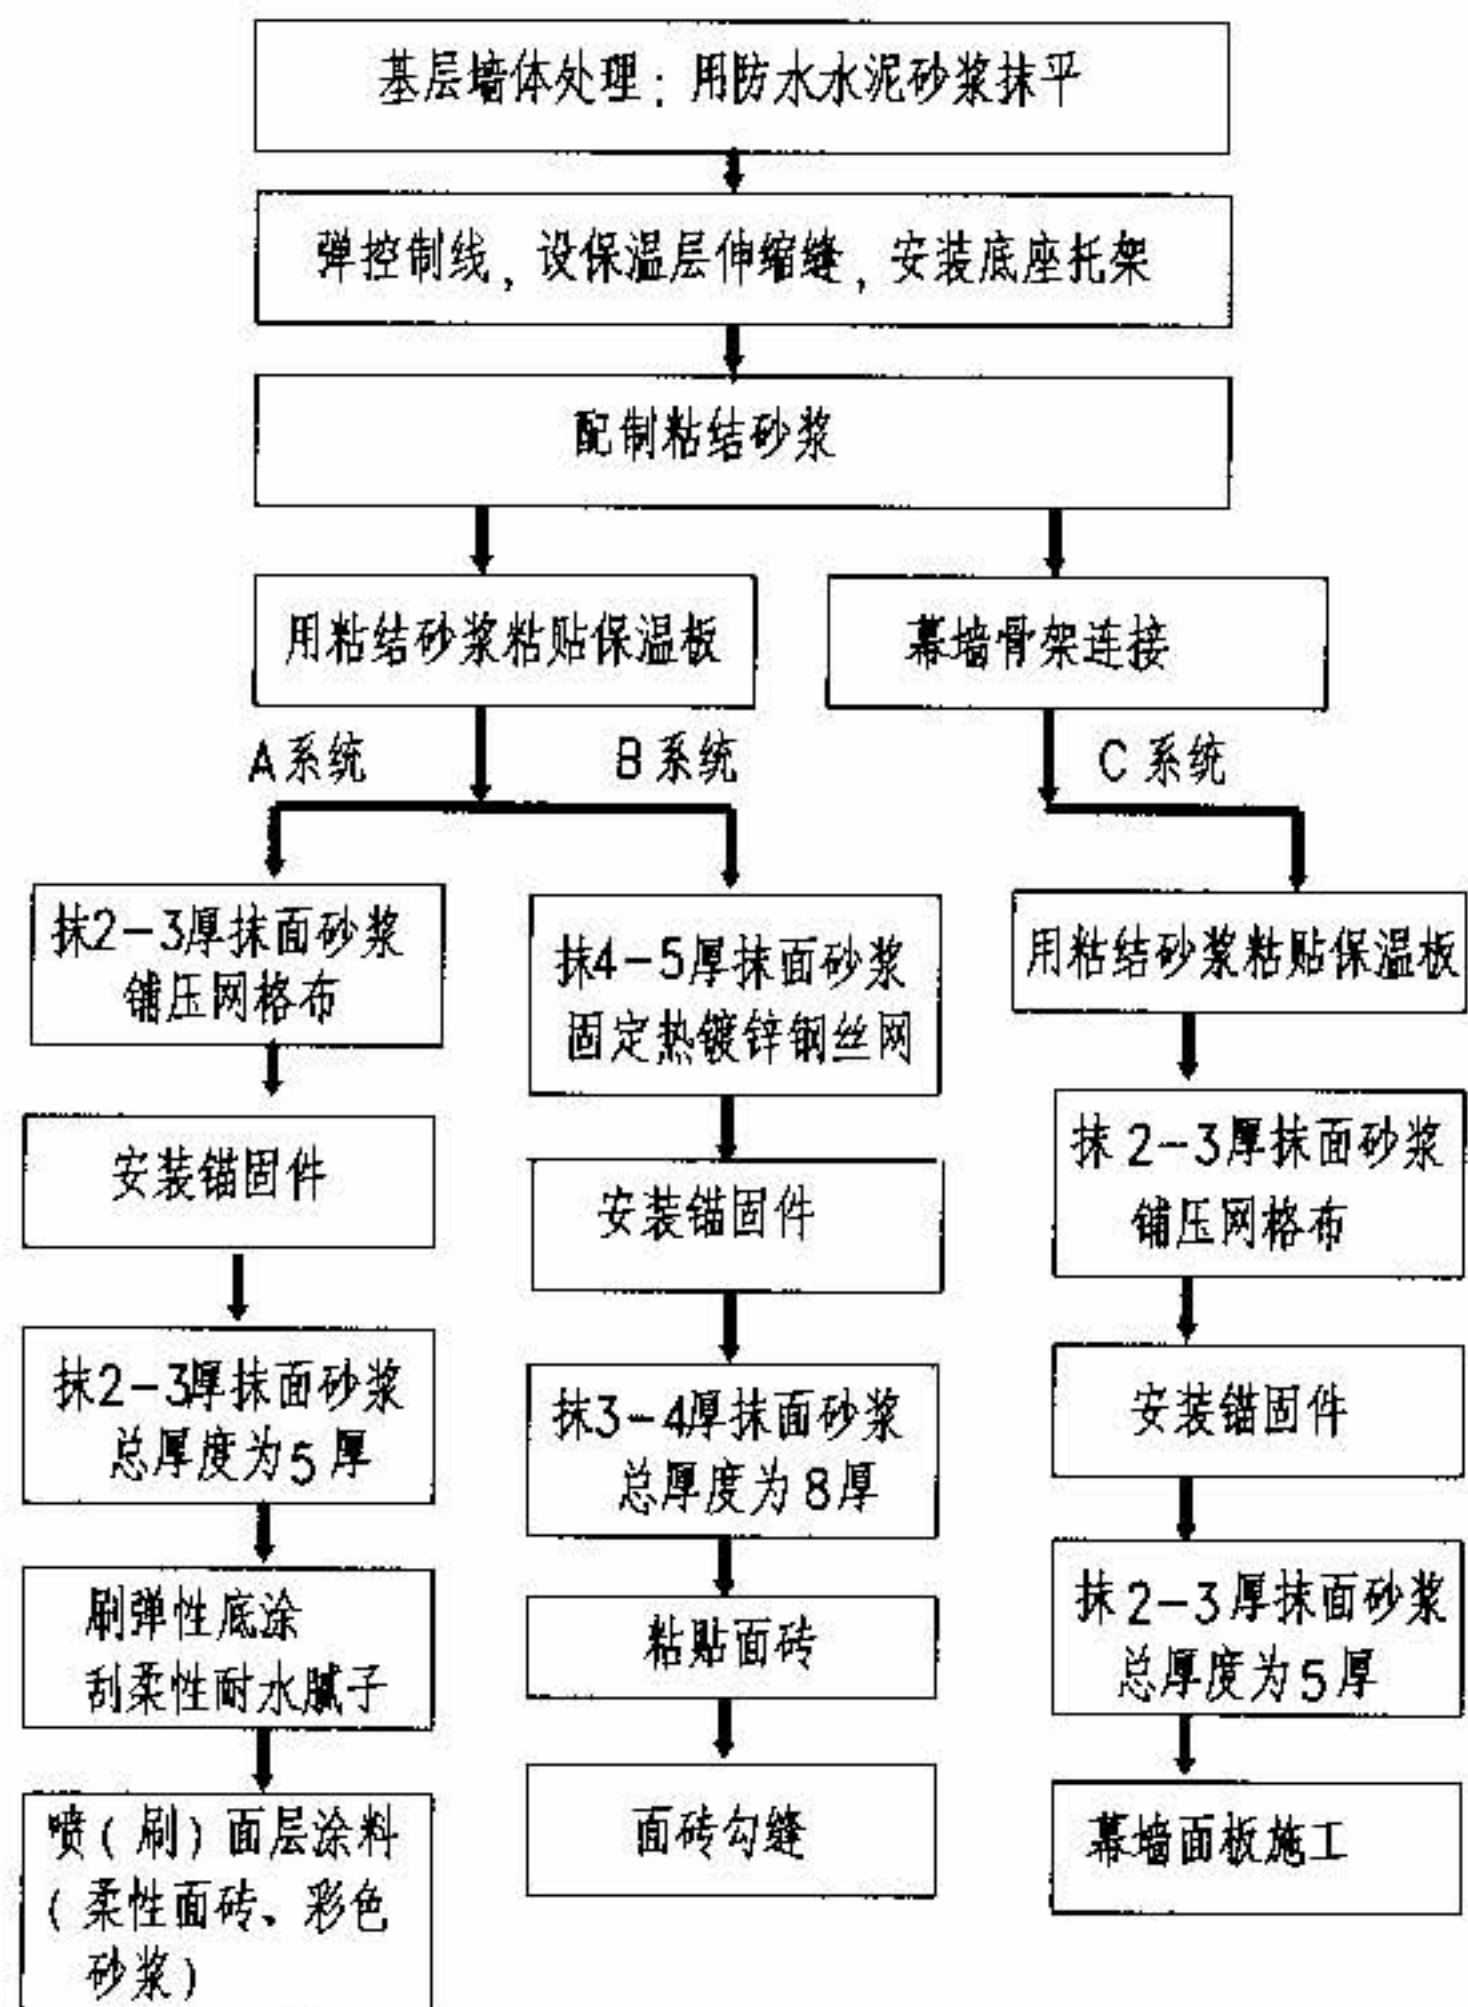 基层墙体处理：用防水水泥砂浆抹平
弹控制线，设保温层伸缩缝，安装底座托架
配制粘结砂浆
用粘结砂浆粘贴保温板
幕墙骨架连接
A系统
B系统
C系统
抹2-3厚抹面砂浆
铺压网格布
抹4-5厚抹面砂浆
固定热镀锌钢丝网
用粘结砂浆粘贴保温板
安装锚固件
安装锚固件
抹2-3厚抹面砂浆
铺压网格布
抹2-3厚抹面砂浆
总厚度为5厚
抹3-4厚抹面砂浆
总厚度为8厚
安装锚固件
刷弹性底涂
刮柔性耐水腻子
粘贴面砖
抹2-3厚抹面砂浆
总厚度为5厚
喷(刷)面层涂料
(柔性面砖、彩色
砂浆)
面砖勾缝
幕墙面板施工